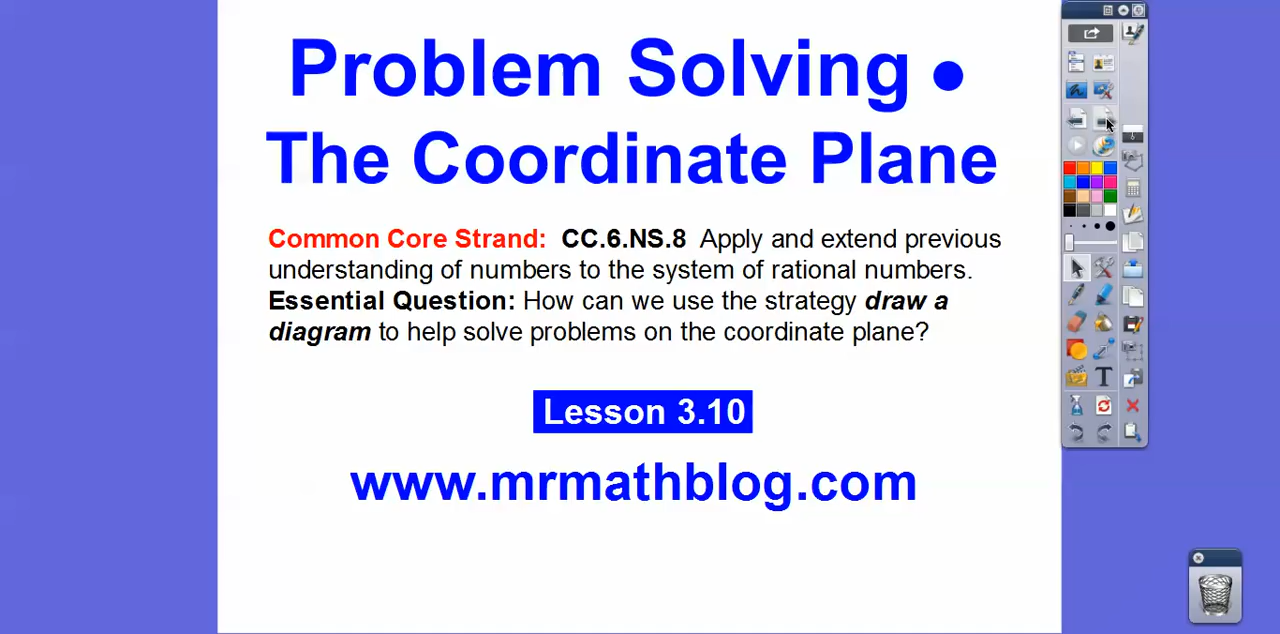 Problem Solving •
The Coordinate Plane
Common Core Strand: CC.6.NS.8 Apply and extend previous
understanding of numbers to the system of rational numbers.
Essential Question: How can we use the strategy draw a
diagram to help solve problems on the coordinate plane?
Lesson 3.10
www.mrmathblog.com
T